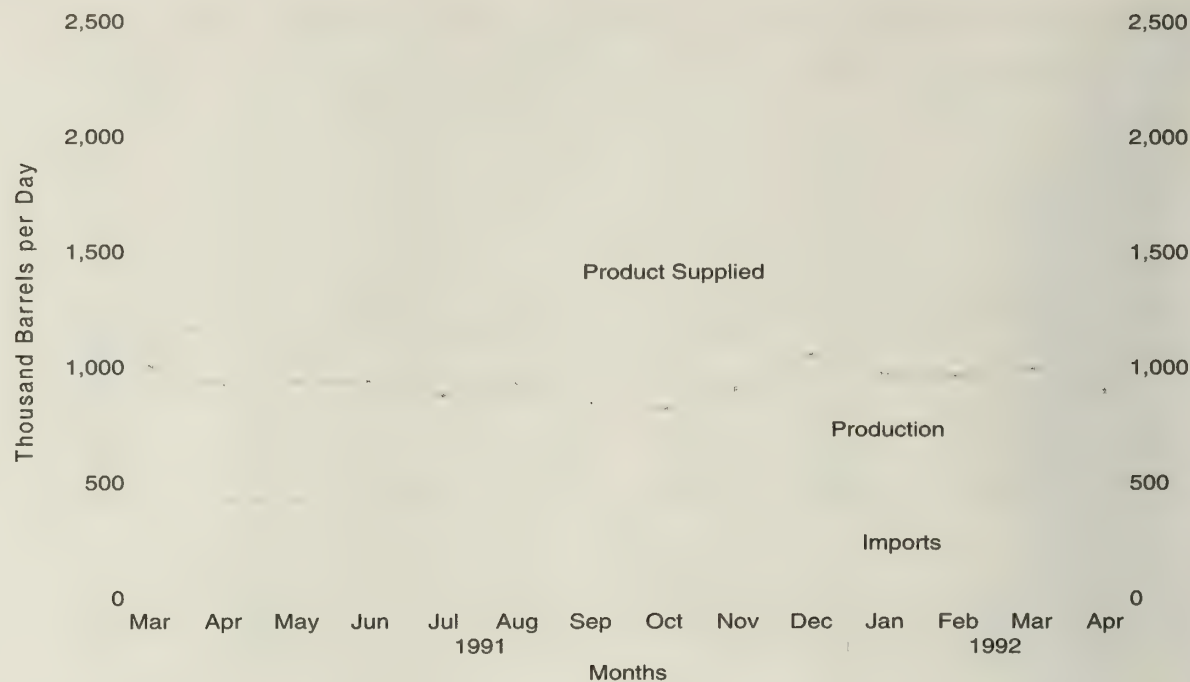 2,500 2,500
2,000 2,000
Thousand Barrels per Day
1,500 1,500
Product Supplied
1,000 1,000
Production
500 500
Imports
0 0
Mar Apr May Jun Jul Aug Sep Oct Nov Dec Jan Feb Mar Apr
1991 1992
Months